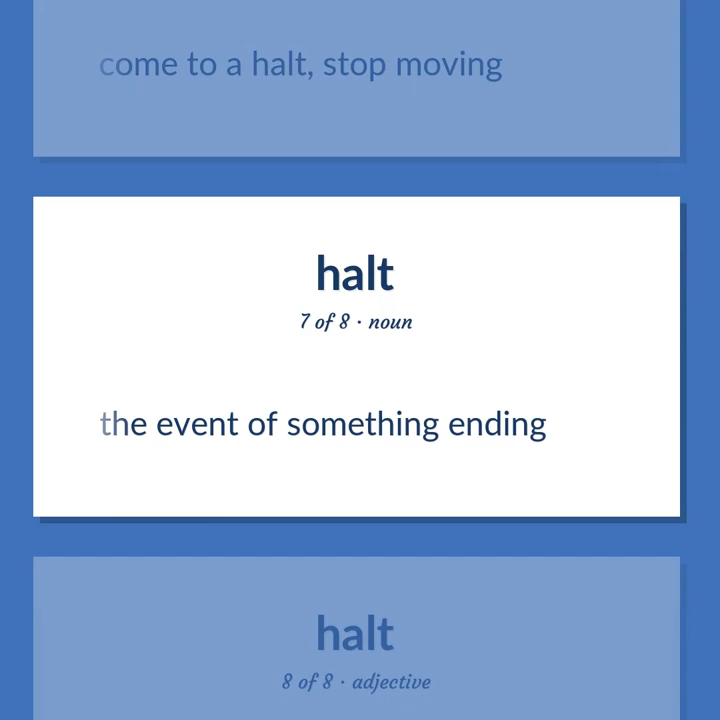 come to a halt, stop moving
halt
7 of 8 · noun
the event of something ending
halt
8 of 8 · adjective